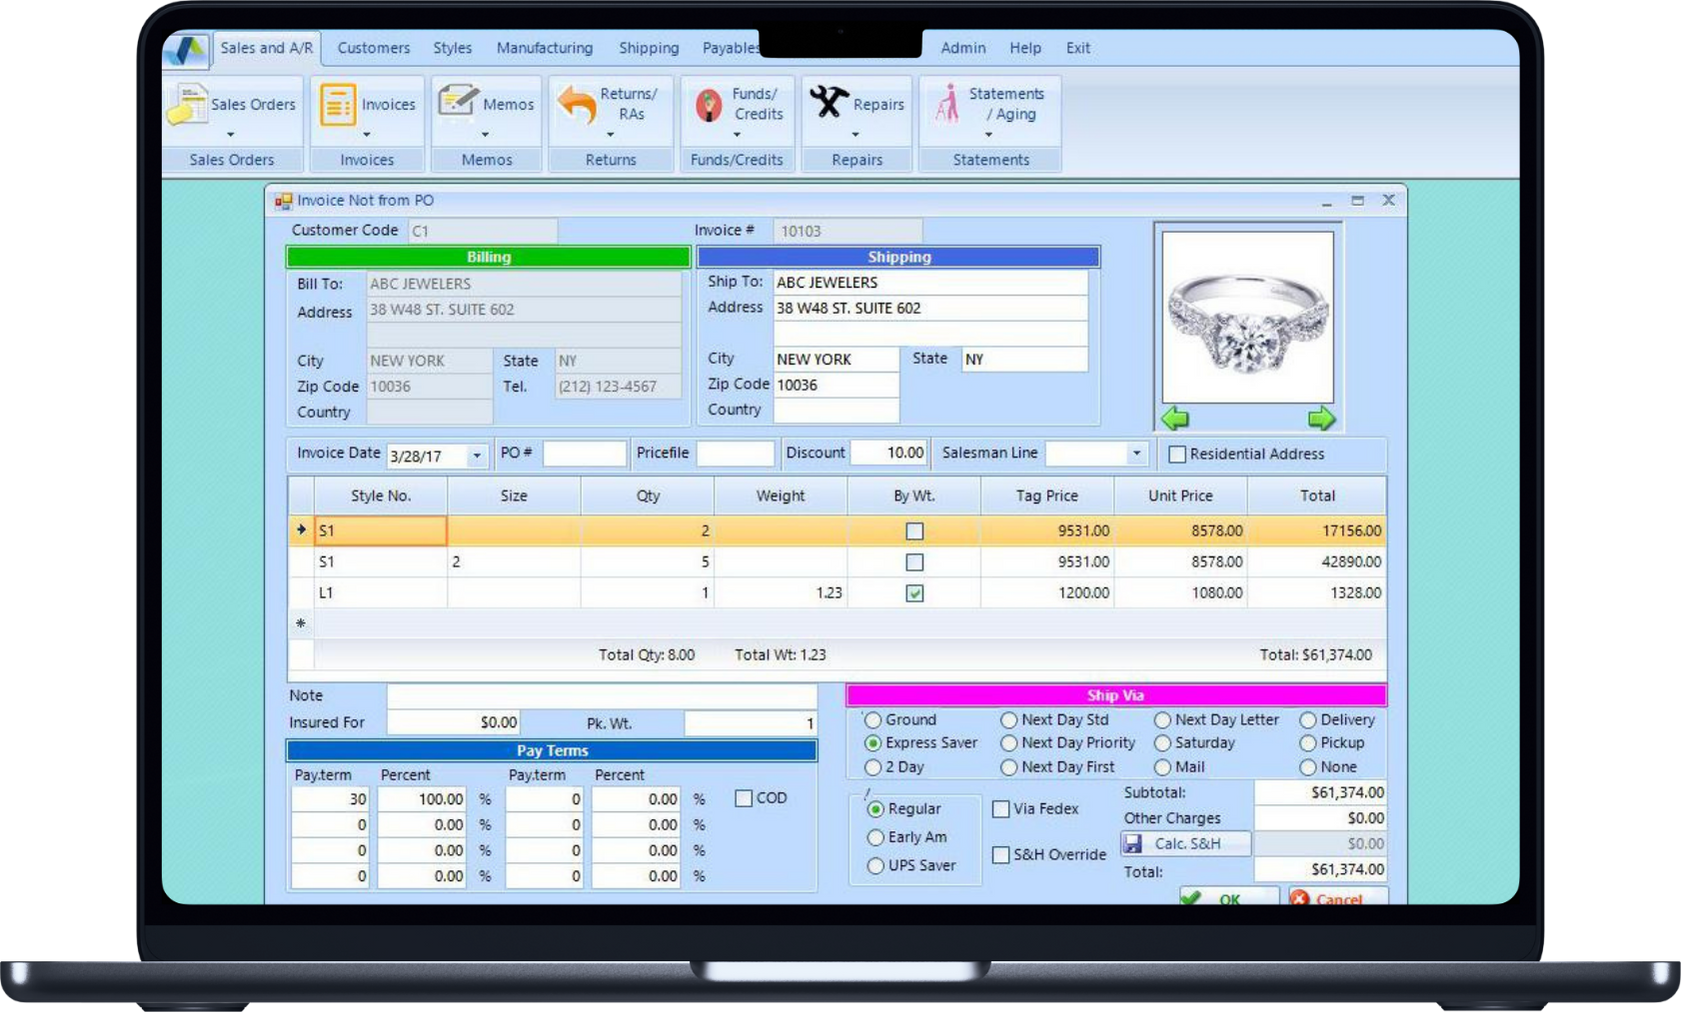 Sales and A/R Customers Styles Manufacturing Shipping Payables Admin Help Exit
Sales Orders Invoices Memos Returns/ RAs Funds/ Credits Repairs Statements / Aging
Sales Orders Invoices Memos Returns Funds/Credits Repairs Statements
Invoice Not from PO
Customer Code C1 Invoice # 10103
Billing Shipping
Bill To: ABC JEWELERS Ship To: ABC JEWELERS
Address 38 W48 ST. SUITE 602 Address 38 W48 ST. SUITE 602
City NEW YORK State NY City NEW YORK State NY
Zip Code 10036 Tel. (212) 123-4567 Zip Code 10036
Country Country
Invoice Date 3/28/17 PO # Pricefile Discount 10.00 Salesman Line Residential Address
Style No. Size Qty Weight By Wt. Tag Price Unit Price Total
S1 2 9531.00 8578.00 17156.00
S1 2 5 9531.00 8578.00 42890.00
L1 1 1.23 1200.00 1080.00 1328.00
*
Total Qty: 8.00 Total Wt: 1.23 Total: $61,374.00
Note Ship Via
Insured For $0.00 Pk. Wt. 1 Ground Next Day Std Next Day Letter Delivery
Pay Terms Express Saver Next Day Priority Saturday Pickup
Pay.term Percent Pay.term Percent 2 Day Next Day First Mail None
30 100.00 % 0 0.00 % COD Regular Via Fedex Subtotal: $61,374.00
0 0.00 % 0 0.00 % Early Am Other Charges $0.00
0 0.00 % 0 0.00 % S&H Override Calc. S&H $0.00
0 0.00 % 0 0.00 % UPS Saver Total: $61,374.00
OK Cancel